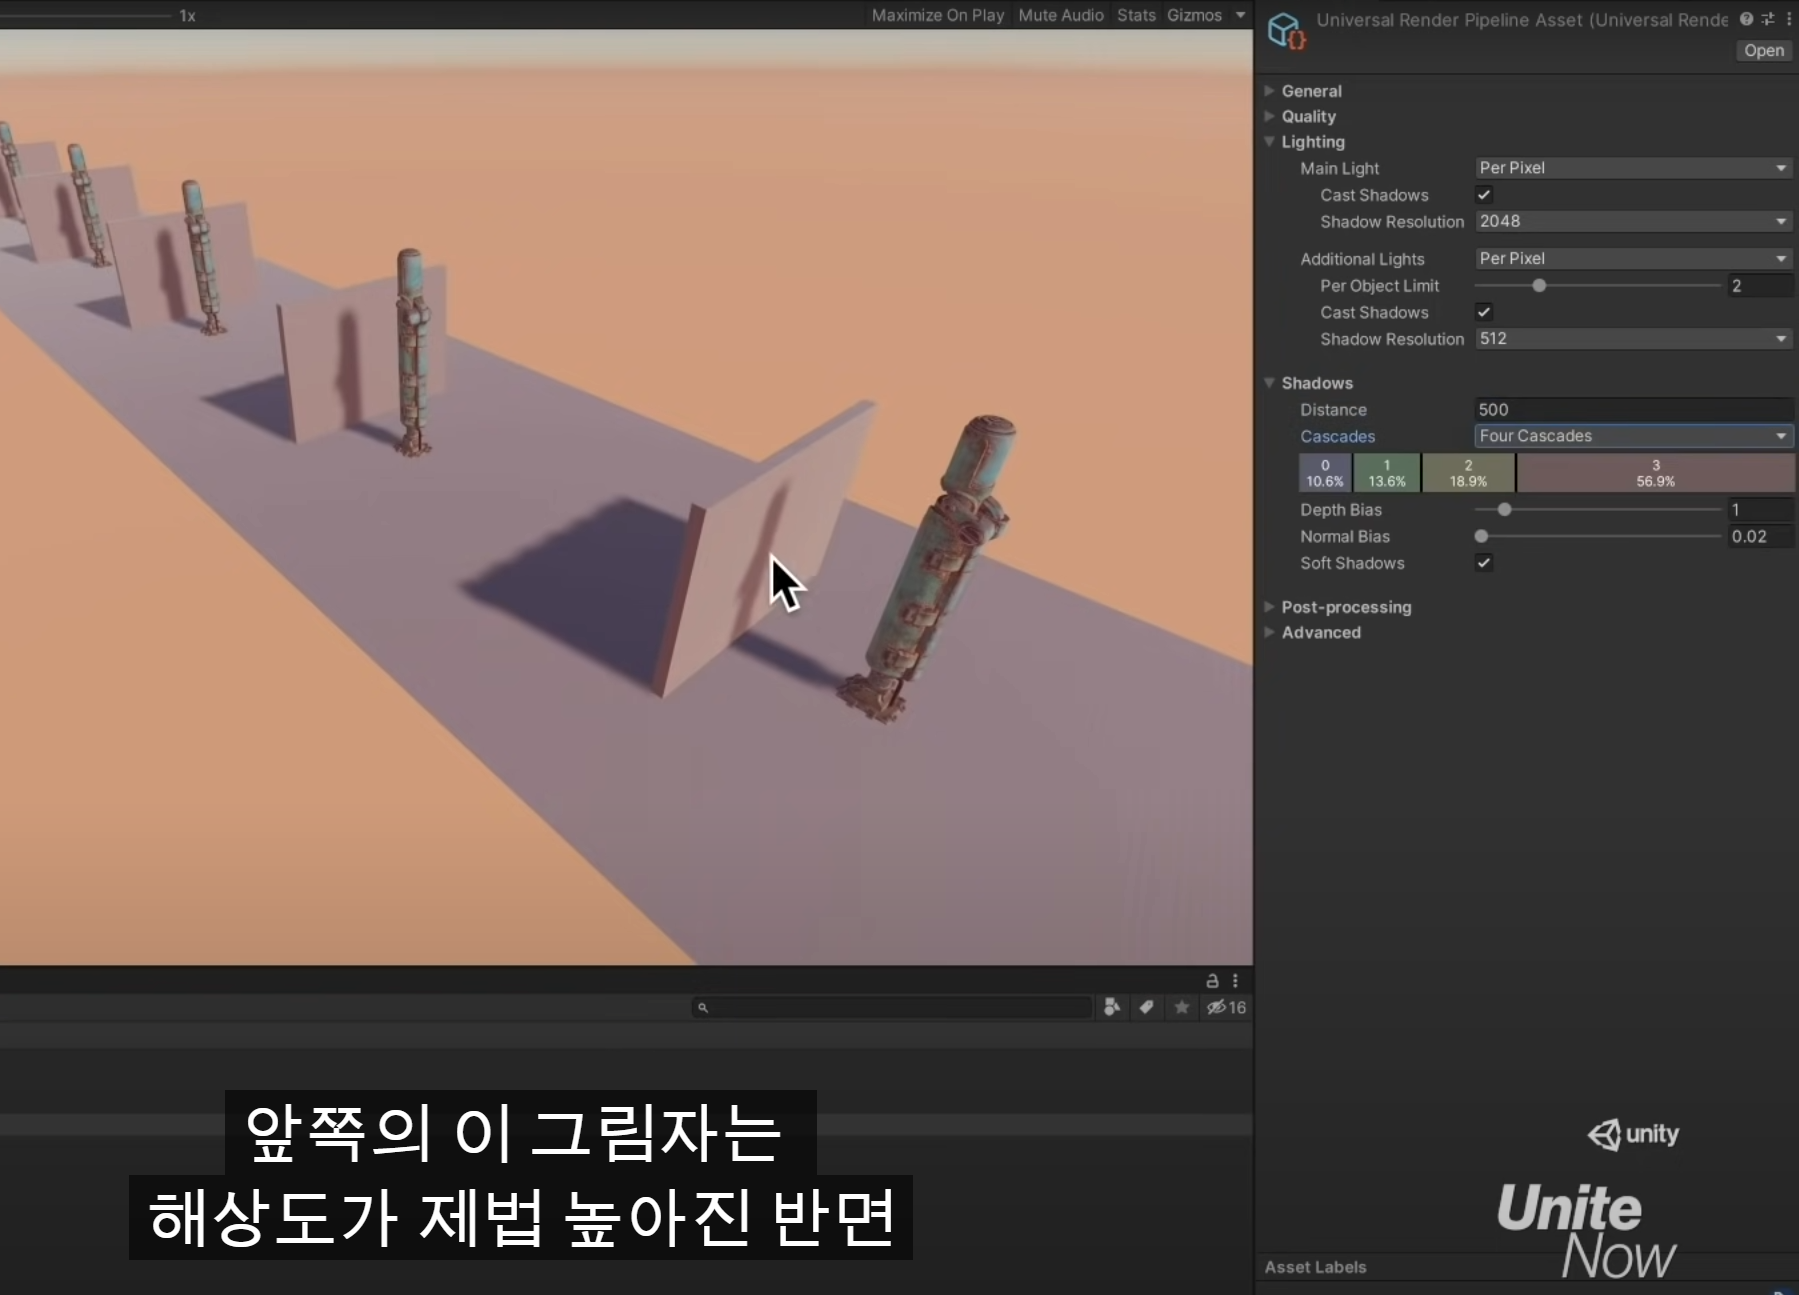 1x
Maximize On Play
Mute Audio
Stats
Gizmos
Universal Render Pipeline Asset (Universal Rende
Open
General
Quality
Lighting
Main Light Per Pixel
Cast Shadows
Shadow Resolution 2048
Additional Lights Per Pixel
Per Object Limit 2
Cast Shadows
Shadow Resolution 512
Shadows
Distance 500
Cascades Four Cascades
0 1 2 3
10.6% 13.6% 18.9% 56.9%
Depth Bias 1
Normal Bias 0.02
Soft Shadows
Post-processing
Advanced
16
앞쪽의 이 그림자는
해상도가 제법 높아진 반면
unity
Unite
Now
Asset Labels